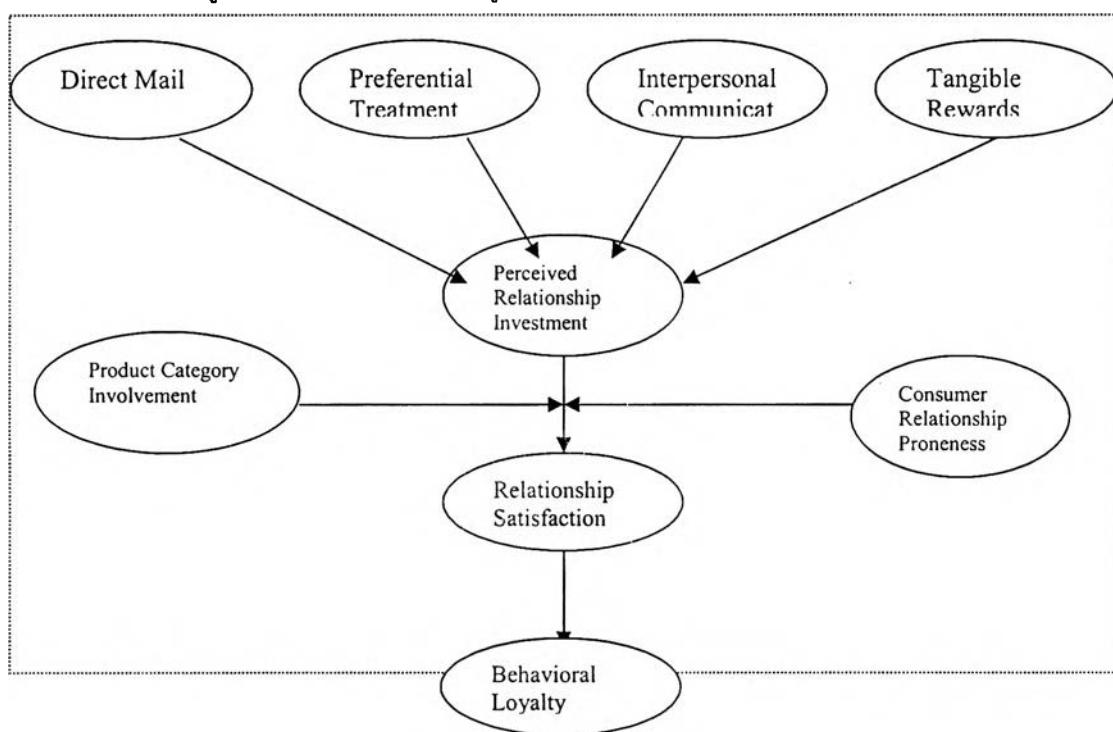 Direct Mail
Preferential
Treatment
Interpersonal
Communicat
Tangible
Rewards
Perceived
Relationship
Investment
Product Category
Involvement
Consumer
Relationship
Proneness
Relationship
Satisfaction
Behavioral
Loyalty